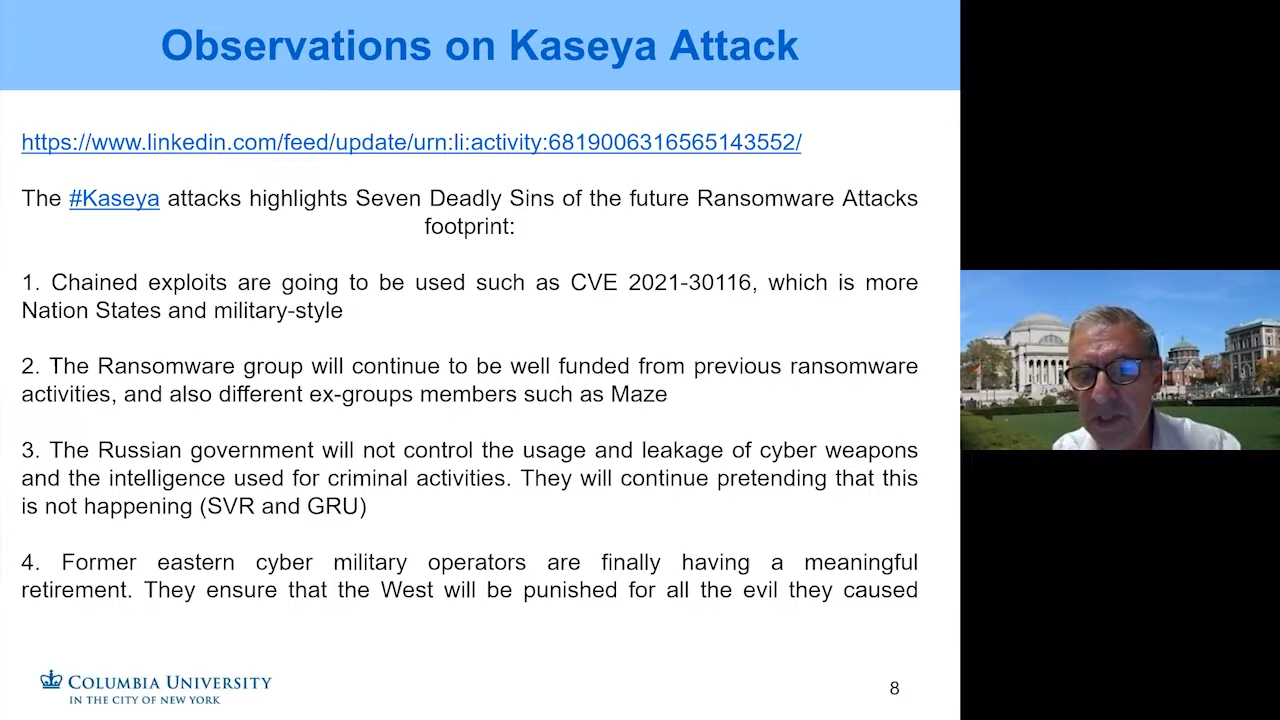 Observations on Kaseya Attack
https://www.linkedin.com/feed/update/urn:li:activity:6819006316565143552/
The #Kaseya attacks highlights Seven Deadly Sins of the future Ransomware Attacks
footprint:
1. Chained exploits are going to be used such as CVE 2021-30116, which is more
Nation States and military-style
2. The Ransomware group will continue to be well funded from previous ransomware
activities, and also different ex-groups members such as Maze
3. The Russian government will not control the usage and leakage of cyber weapons
and the intelligence used for criminal activities. They will continue pretending that this
is not happening (SVR and GRU)
4. Former eastern cyber military operators are finally having a meaningful
retirement. They ensure that the West will be punished for all the evil they caused
COLUMBIA UNIVERSITY
IN THE CITY OF NEW YORK
8